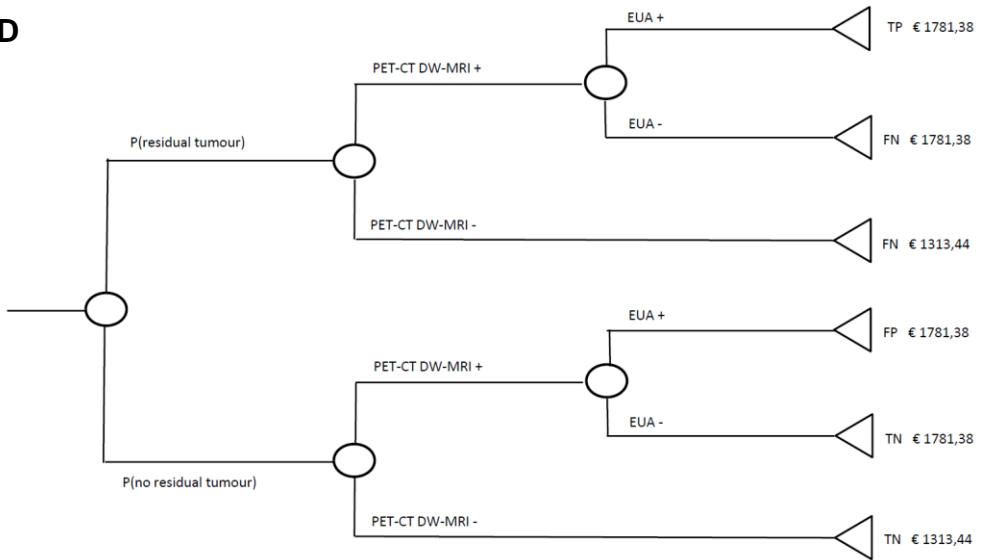 D
EUA +
TP € 1781,38
PET-CT DW-MRI +
EUA -
FN € 1781,38
P(residual tumour)
PET-CT DW-MRI -
FN € 1313,44
EUA +
FP € 1781,38
PET-CT DW-MRI +
EUA -
TN € 1781,38
P(no residual tumour)
PET-CT DW-MRI -
TN € 1313,44